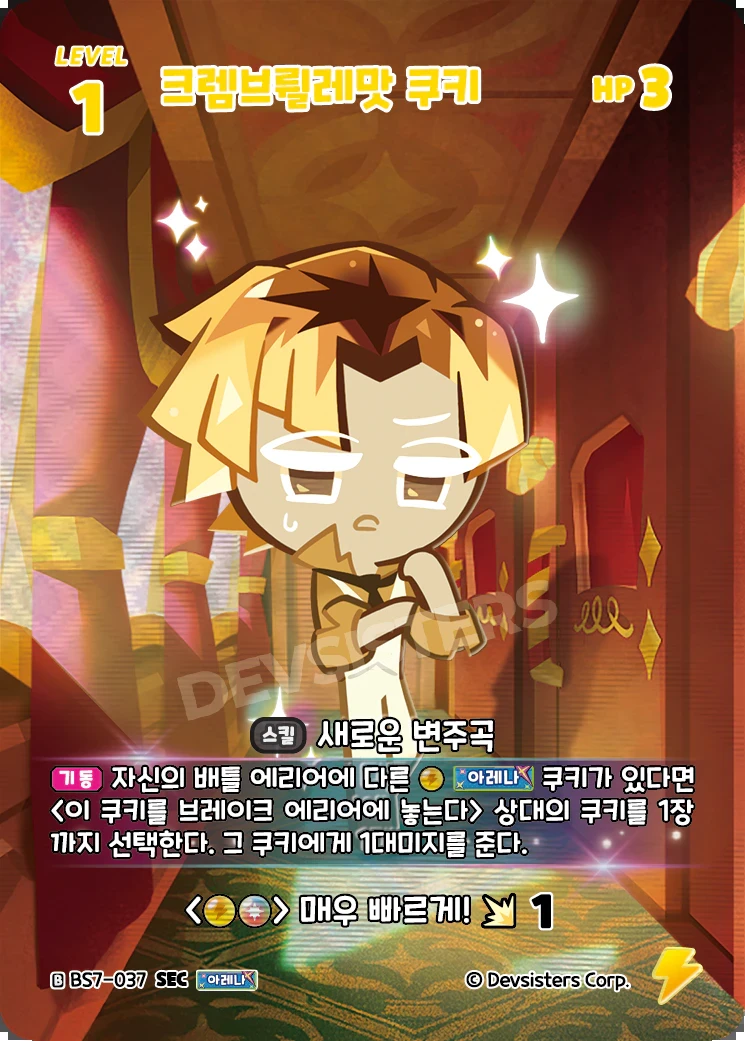 LEVEL
1
크렘브륄레맛 쿠키
HP 3
DEVSISTERS
스킬 새로운 변주곡
기동 자신의 배틀 에리어에 다른 아레나 쿠키가 있다면
<이 쿠키를 브레이크 에리어에 놓는다> 상대의 쿠키를 1장
까지 선택한다. 그 쿠키에게 1대미지를 준다.
< > 매우 빠르게! 1
B BS7-037 SEC 아레나
© Devsisters Corp.